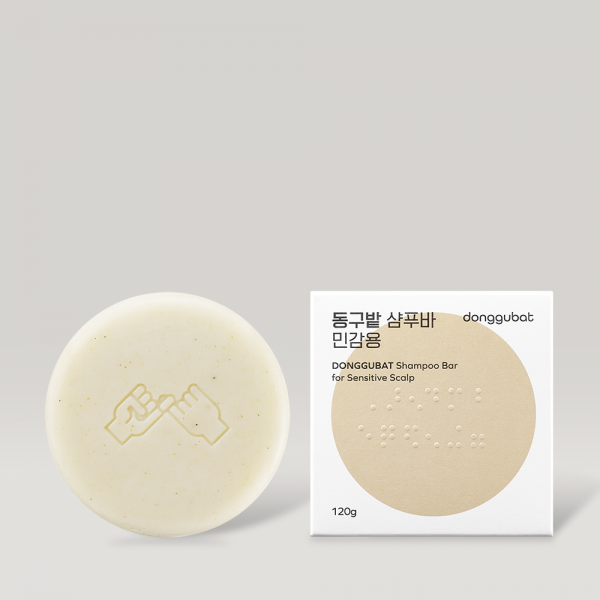 동구밭 샴푸바
민감용
donggubat
DONGGUBAT Shampoo Bar
for Sensitive Scalp
120g